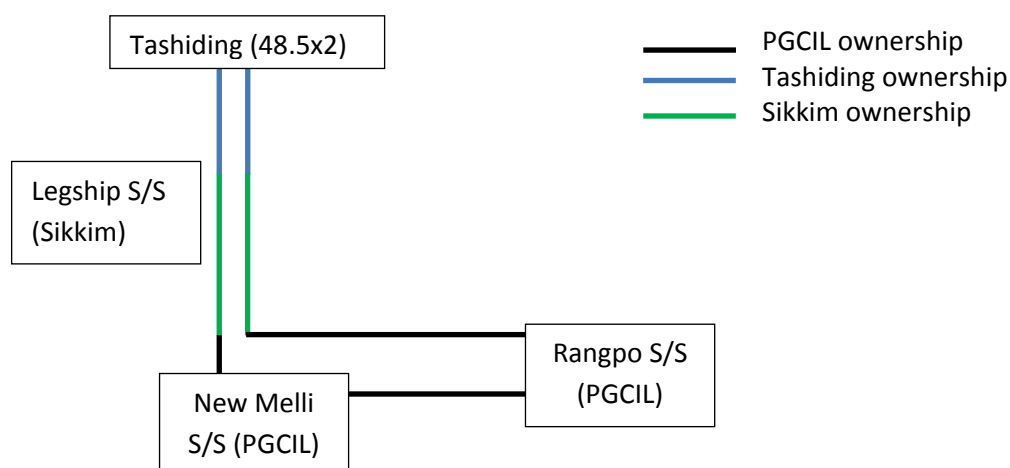 Tashiding (48.5x2)
PGCIL ownership
Tashiding ownership
Sikkim ownership
Legship S/S
(Sikkim)
Rangpo S/S
(PGCIL)
New Melli
S/S (PGCIL)